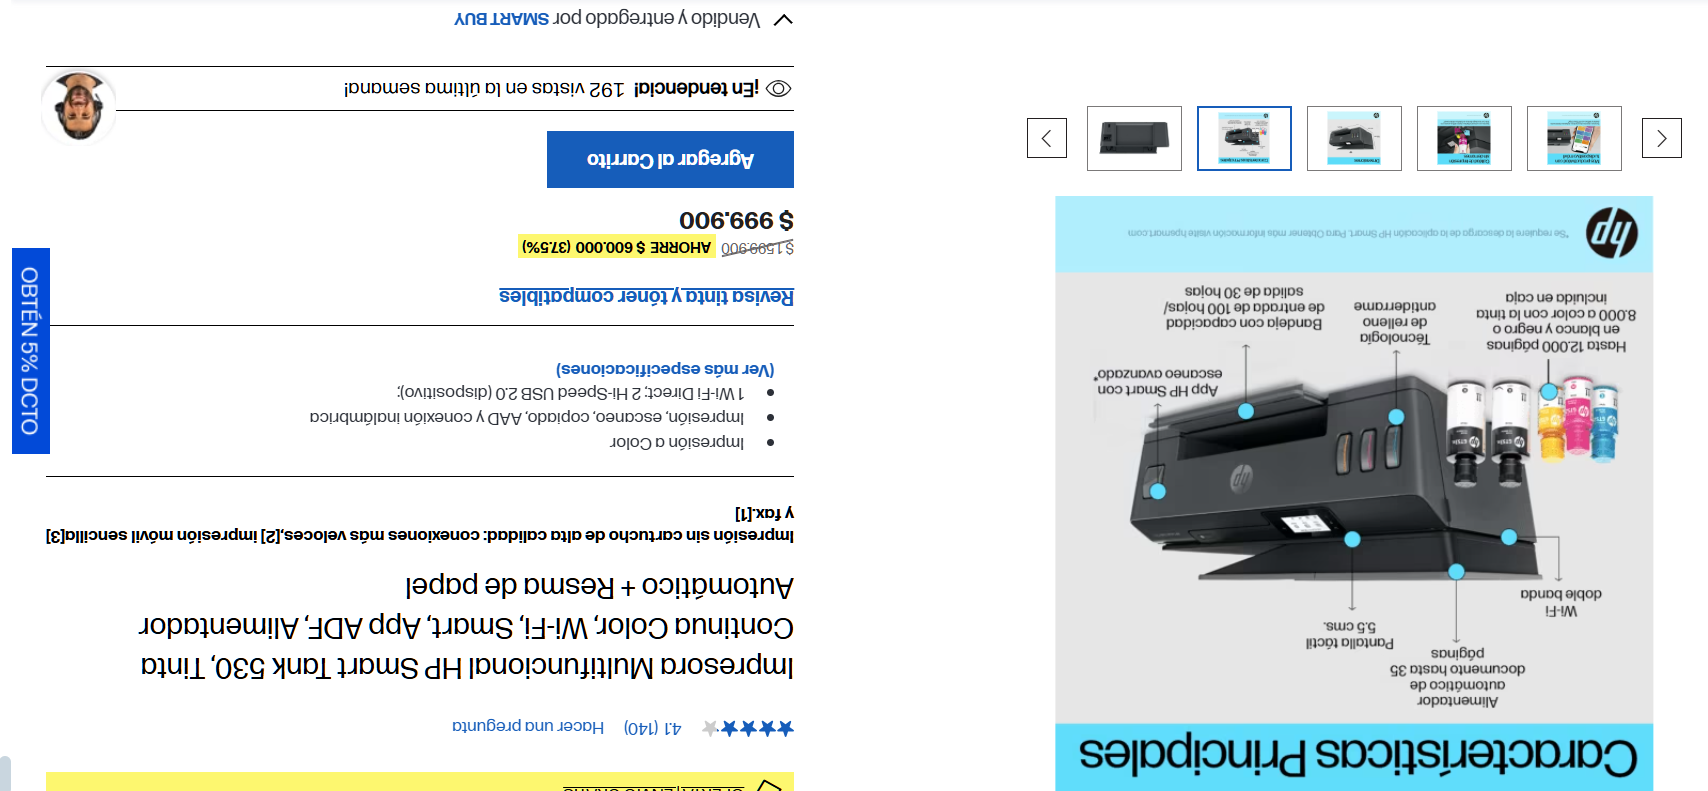 Características Principales
Alimentador
automático de
documento hasta 35
páginas
Pantalla táctil
5.5 cms.
Wi-Fi
doble banda
App HP Smart con
escaneo avanzado*
Hasta 12.000 páginas
en blanco y negro o
8.000 a color con la tinta
incluida en caja
Técnología
de relleno
antiderrame
Bandeja con capacidad
de entrada de 100 hojas/
salida de 30 hojas
hp
*Se requiere la descarga de la aplicación HP Smart. Para Obtener más información visite hpsmart.com
4.1 (140) Hacer una pregunta
Impresora Multifuncional HP Smart Tank 530, Tinta
Continua Color, Wi-Fi, Smart, App ADF, Alimentador
Automático + Resma de papel
Impresión sin cartucho de alta calidad: conexiones más veloces,[2] impresión móvil sencilla[3]
y fax.[1]
Impresión a Color
Impresión, escaneo, copiado, AAD y conexión inalámbrica
1 Wi-Fi Direct; 2 Hi-Speed USB 2.0 (dispositivo);
(Ver más especificaciones)
Revisa tinta y tóner compatibles
$ 1.599.900 AHORRE $ 600.000 (37.5%)
$ 999.900
Agregar al Carrito
¡En tendencia! 192 vistas en la última semana!
Vendido y entregado por SMART BUY
OBTÉN 5% DCTO